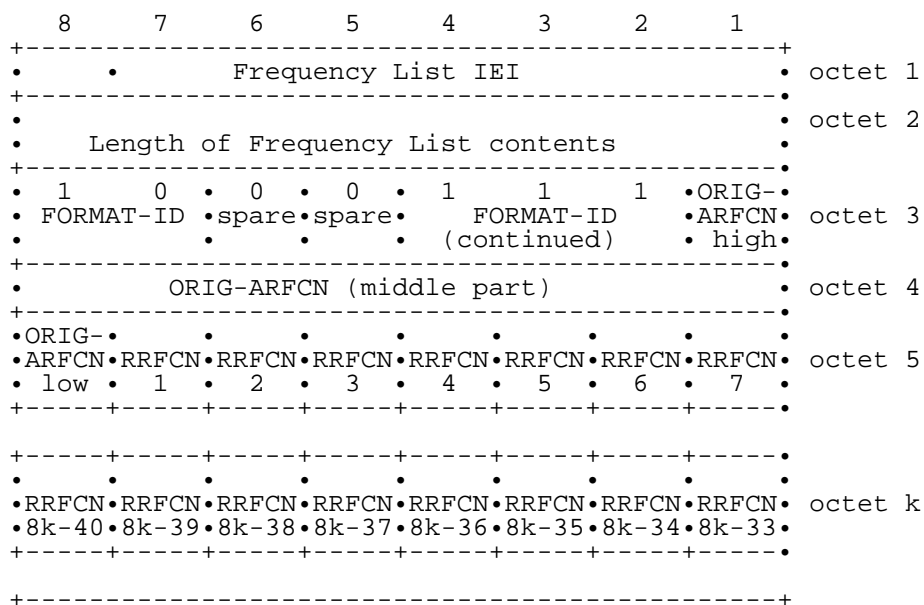 8 7 6 5 4 3 2 1
Frequency List IEI octet 1
octet 2
Length of Frequency List contents
1 0 0 0 1 1 1 ORIG-
FORMAT-ID spare spare FORMAT-ID ARFCN octet 3
(continued) high
ORIG-ARFCN (middle part) octet 4
ORIG-
ARFCN RRFCN RRFCN RRFCN RRFCN RRFCN RRFCN RRFCN octet 5
low 1 2 3 4 5 6 7
RRFCN RRFCN RRFCN RRFCN RRFCN RRFCN RRFCN RRFCN octet k
8k-40 8k-39 8k-38 8k-37 8k-36 8k-35 8k-34 8k-33